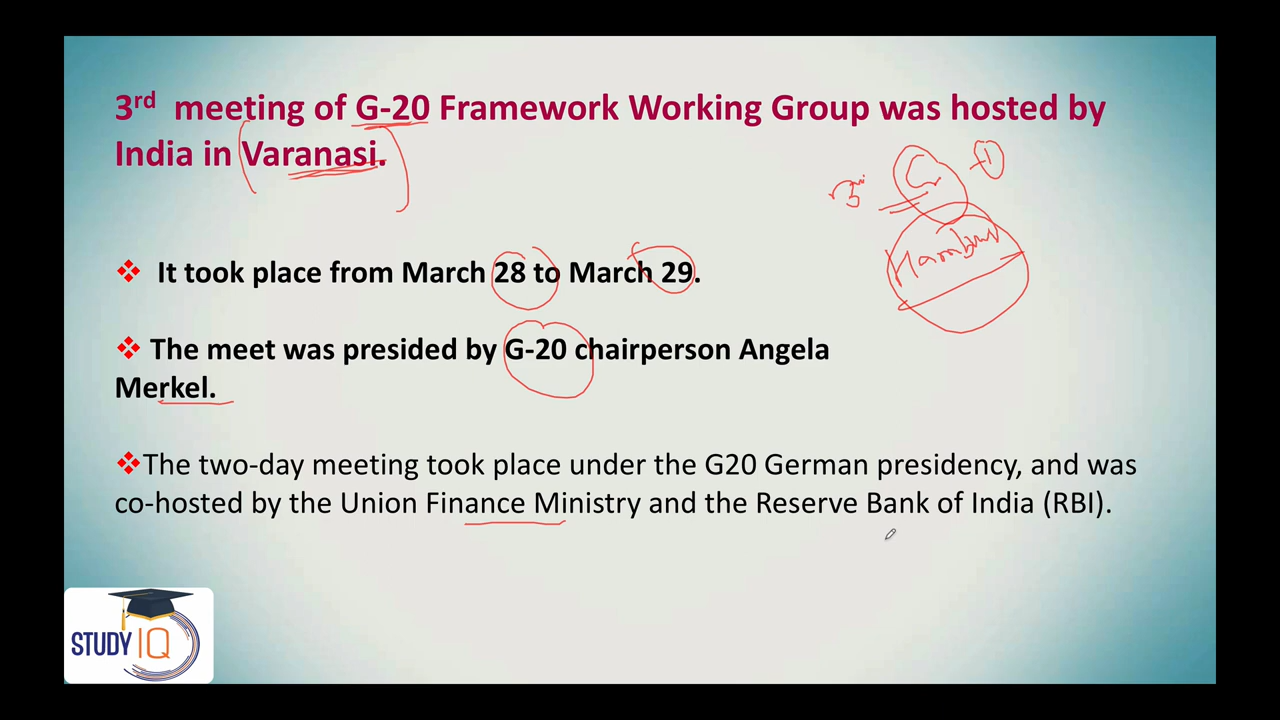 3rd meeting of G-20 Framework Working Group was hosted by
India in Varanasi.
❖ It took place from March 28 to March 29.
❖ The meet was presided by G-20 chairperson Angela
Merkel.
❖The two-day meeting took place under the G20 German presidency, and was
co-hosted by the Union Finance Ministry and the Reserve Bank of India (RBI).
STUDY IQ